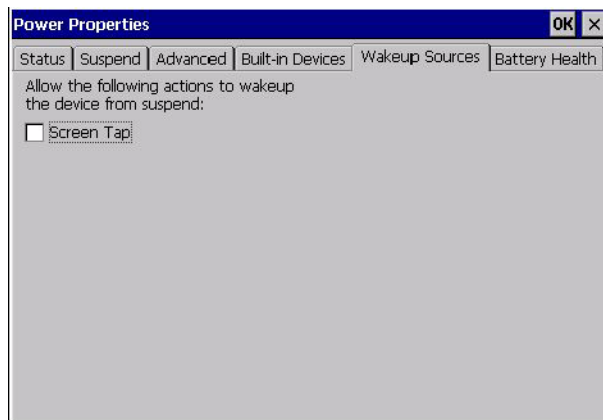 Power Properties OK ×
Status Suspend Advanced Built-in Devices Wakeup Sources Battery Health
Allow the following actions to wakeup
the device from suspend:
Screen Tap